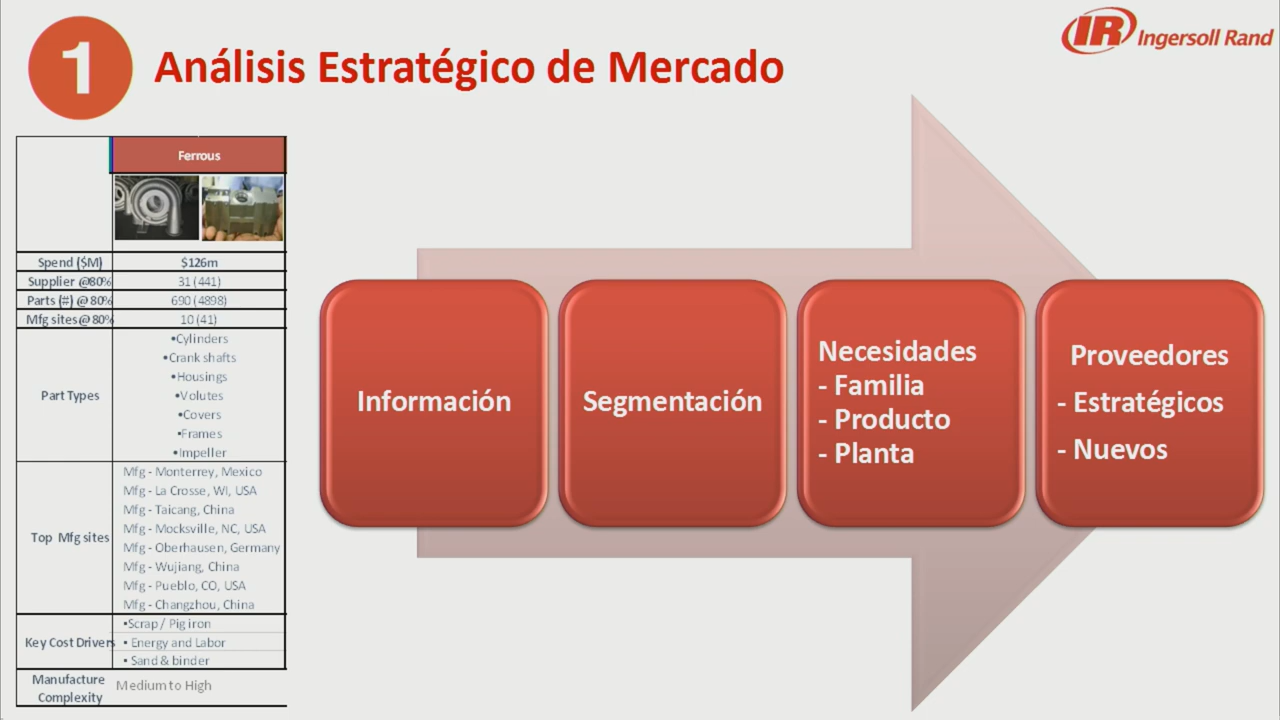 1
Análisis Estratégico de Mercado
IR Ingersoll Rand
Ferrous
Spend ($M) $126m
Supplier @80% 31 (441)
Parts (#) @ 80% 690 (4898)
Mfg sites@ 80% 10 (41)
Part Types
•Cylinders
•Crank shafts
•Housings
•Volutes
•Covers
•Frames
•Impeller
Top Mfg sites
Mfg - Monterrey, Mexico
Mfg - La Crosse, WI, USA
Mfg - Taicang, China
Mfg - Mocksville, NC, USA
Mfg - Oberhausen, Germany
Mfg - Wujiang, China
Mfg - Pueblo, CO, USA
Mfg - Changzhou, China
Key Cost Drivers
•Scrap / Pig iron
• Energy and Labor
• Sand & binder
Manufacture
Complexity
Medium to High
Información
Segmentación
Necesidades
- Familia
- Producto
- Planta
Proveedores
- Estratégicos
- Nuevos